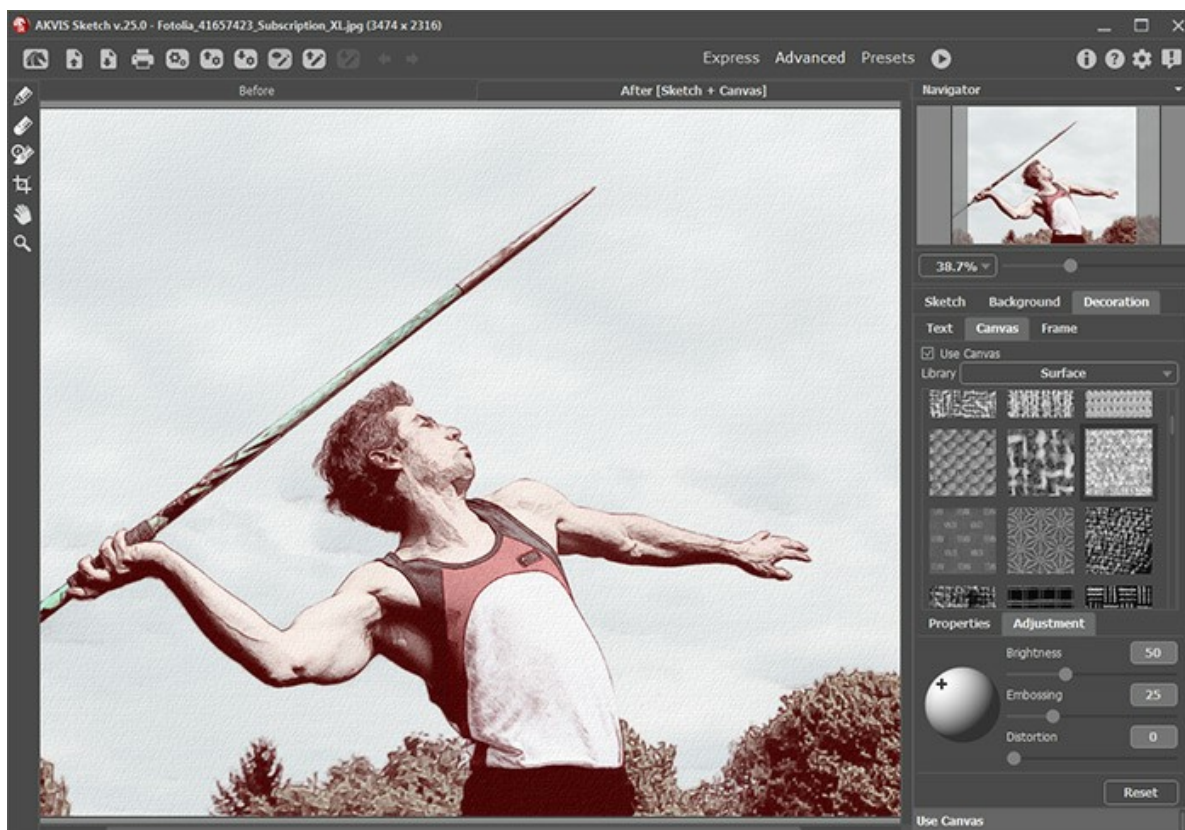 AKVIS Sketch v.25.0 - Fotolia_41657423_Subscription_XL.jpg (3474 x 2316)
Express Advanced Presets
Before After [Sketch + Canvas] Navigator
38.7%
Sketch Background Decoration
Text Canvas Frame
Use Canvas
Library Surface
Properties Adjustment
Brightness 50
Embossing 25
Distortion 0
Reset
Use Canvas